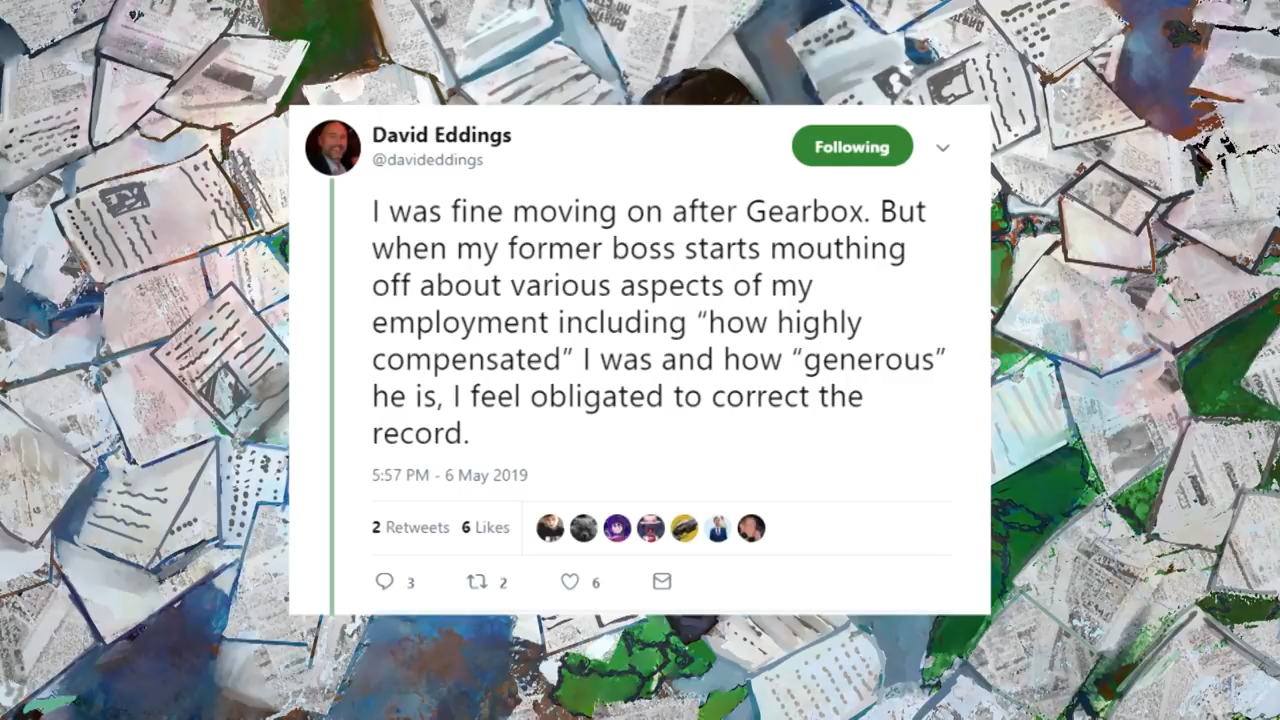 David Eddings
@davideddings
Following
I was fine moving on after Gearbox. But
when my former boss starts mouthing
off about various aspects of my
employment including “how highly
compensated” I was and how “generous”
he is, I feel obligated to correct the
record.
5:57 PM - 6 May 2019
2 Retweets 6 Likes
3 2 6